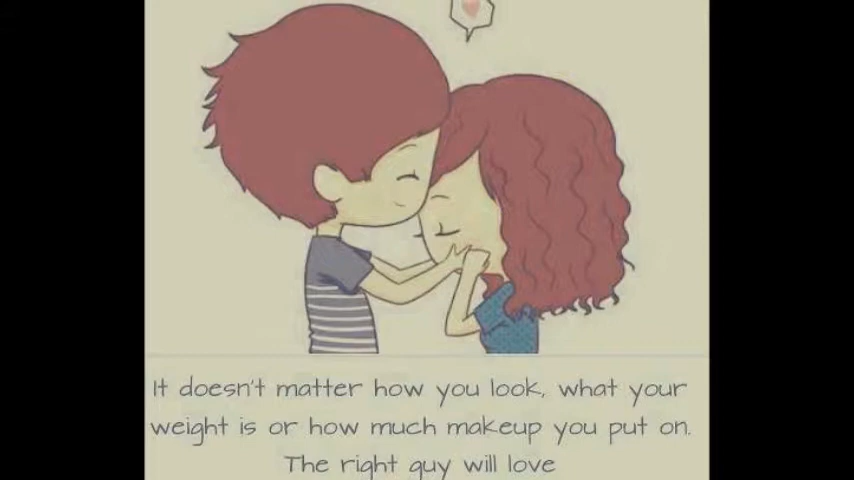 It doesn't matter how you look, what your
weight is or how much makeup you put on.
The right guy will love